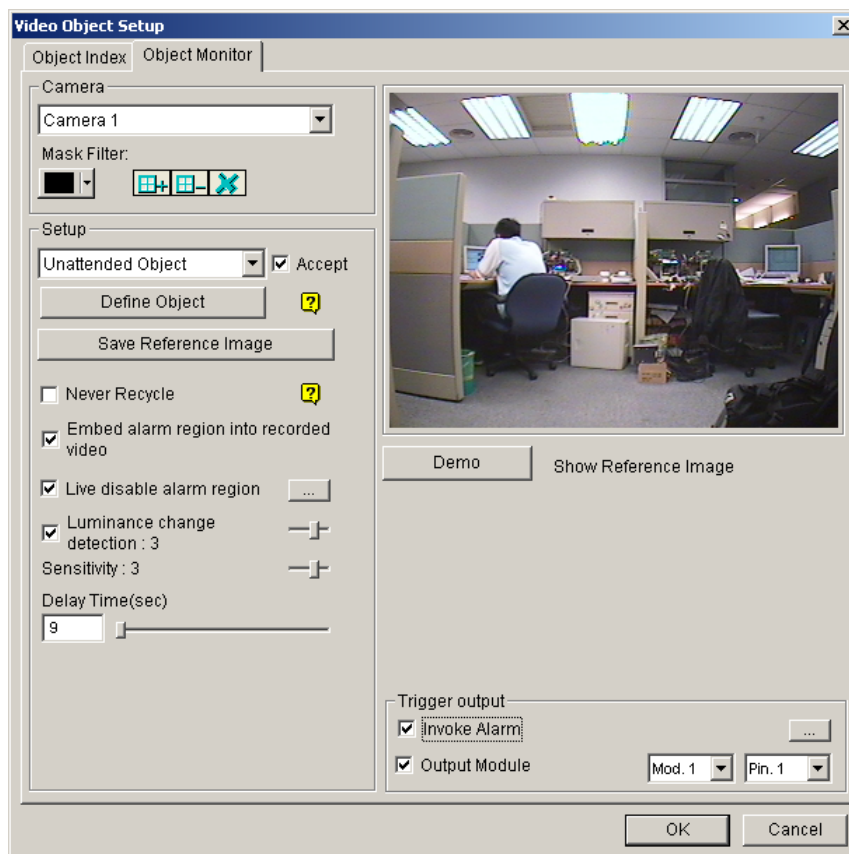 Video Object Setup
Object Index
Object Monitor
Camera
Camera 1
Mask Filter:
Setup
Unattended Object
Accept
Define Object
Save Reference Image
Never Recycle
Embed alarm region into recorded
video
Live disable alarm region
...
Luminance change
detection : 3
Sensitivity : 3
Delay Time(sec)
9
Demo
Show Reference Image
Trigger output
Invoke Alarm
...
Output Module
Mod. 1
Pin. 1
OK
Cancel